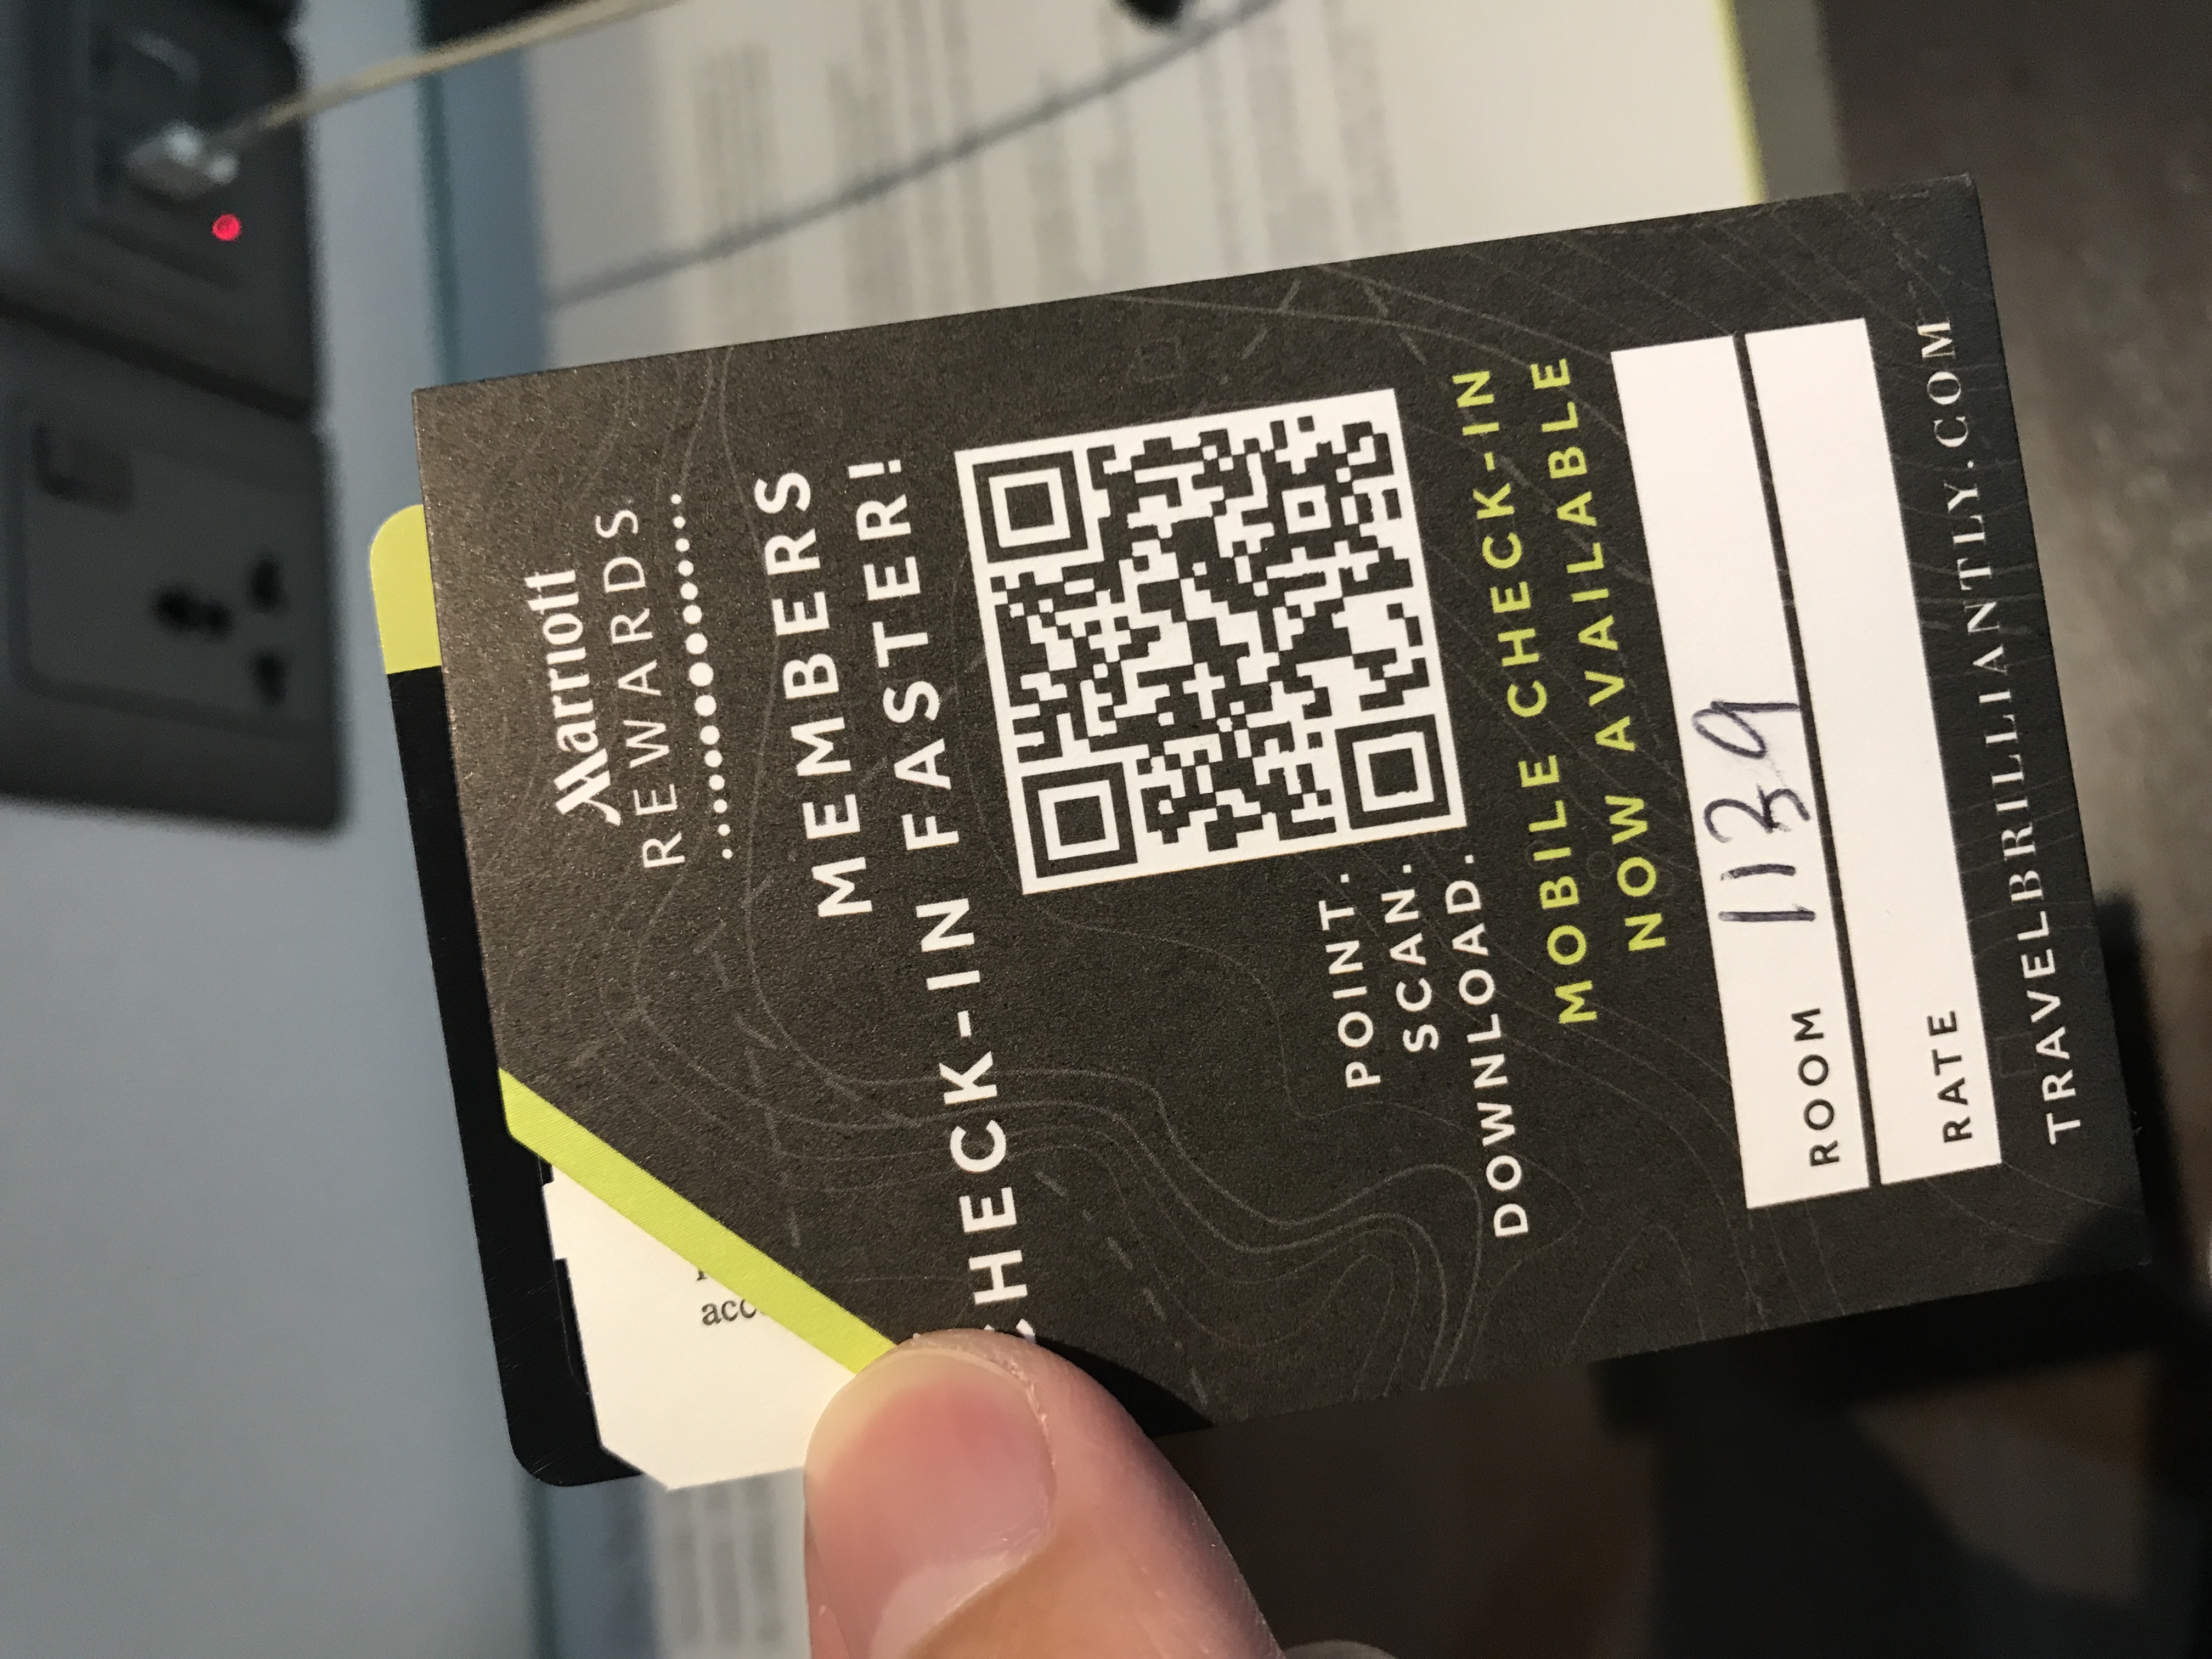 Marriott
REWARDS
MEMBERS
CHECK-IN FASTER!
POINT.
SCAN.
DOWNLOAD.
MOBILE CHECK-IN
NOW AVAILABLE
ROOM 1139
RATE
TRAVELBRILLIANTLY.COM